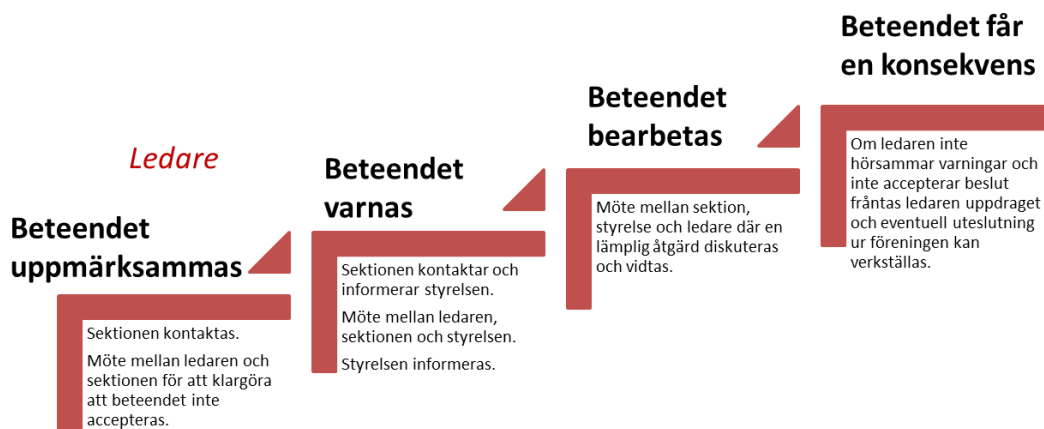 Ledare
Beteendet
uppmärksammas
Sektionen kontaktas.
Möte mellan ledaren och
sektionen för att klargöra
att beteendet inte
accepteras.
Beteendet
varnas
Sektionen kontaktar och
informerar styrelsen.
Möte mellan ledaren,
sektionen och styrelsen.
Styrelsen informeras.
Beteendet
bearbetas
Möte mellan sektion,
styrelse och ledare där en
lämplig åtgärd diskuteras
och vidtas.
Beteendet får
en konsekvens
Om ledaren inte
hörsammar varningar och
inte accepterar beslut
fråntas ledaren uppdraget
och eventuell uteslutning
ur föreningen kan
verkställas.